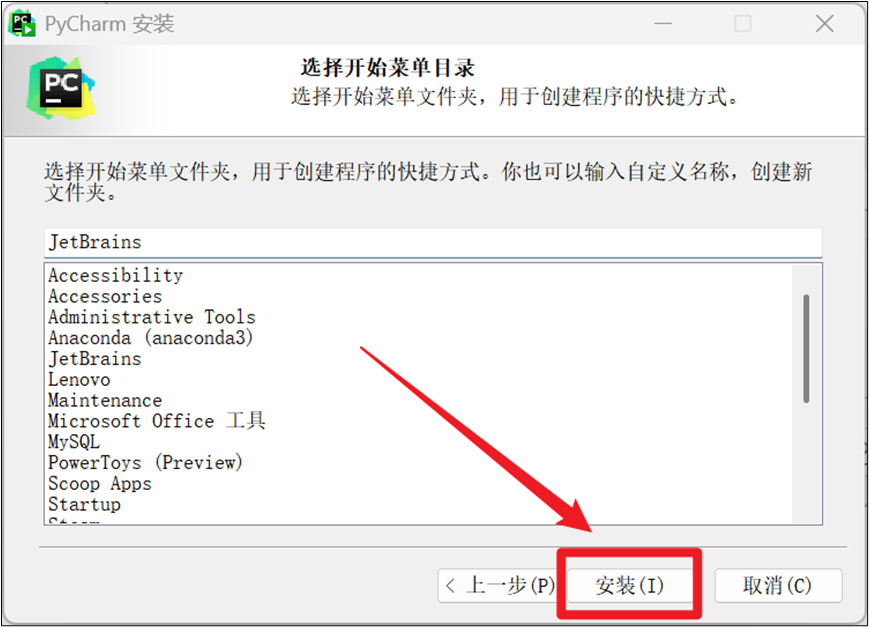 PC
PyCharm 安装
PC
选择开始菜单目录
选择开始菜单文件夹，用于创建程序的快捷方式。
选择开始菜单文件夹，用于创建程序的快捷方式。你也可以输入自定义名称，创建新
文件夹。
JetBrains
Accessibility
Accessories
Administrative Tools
Anaconda (anaconda3)
JetBrains
Lenovo
Maintenance
Microsoft Office 工具
MySQL
PowerToys (Preview)
Scoop Apps
Startup
< 上一步(P) 安装(I) 取消(C)